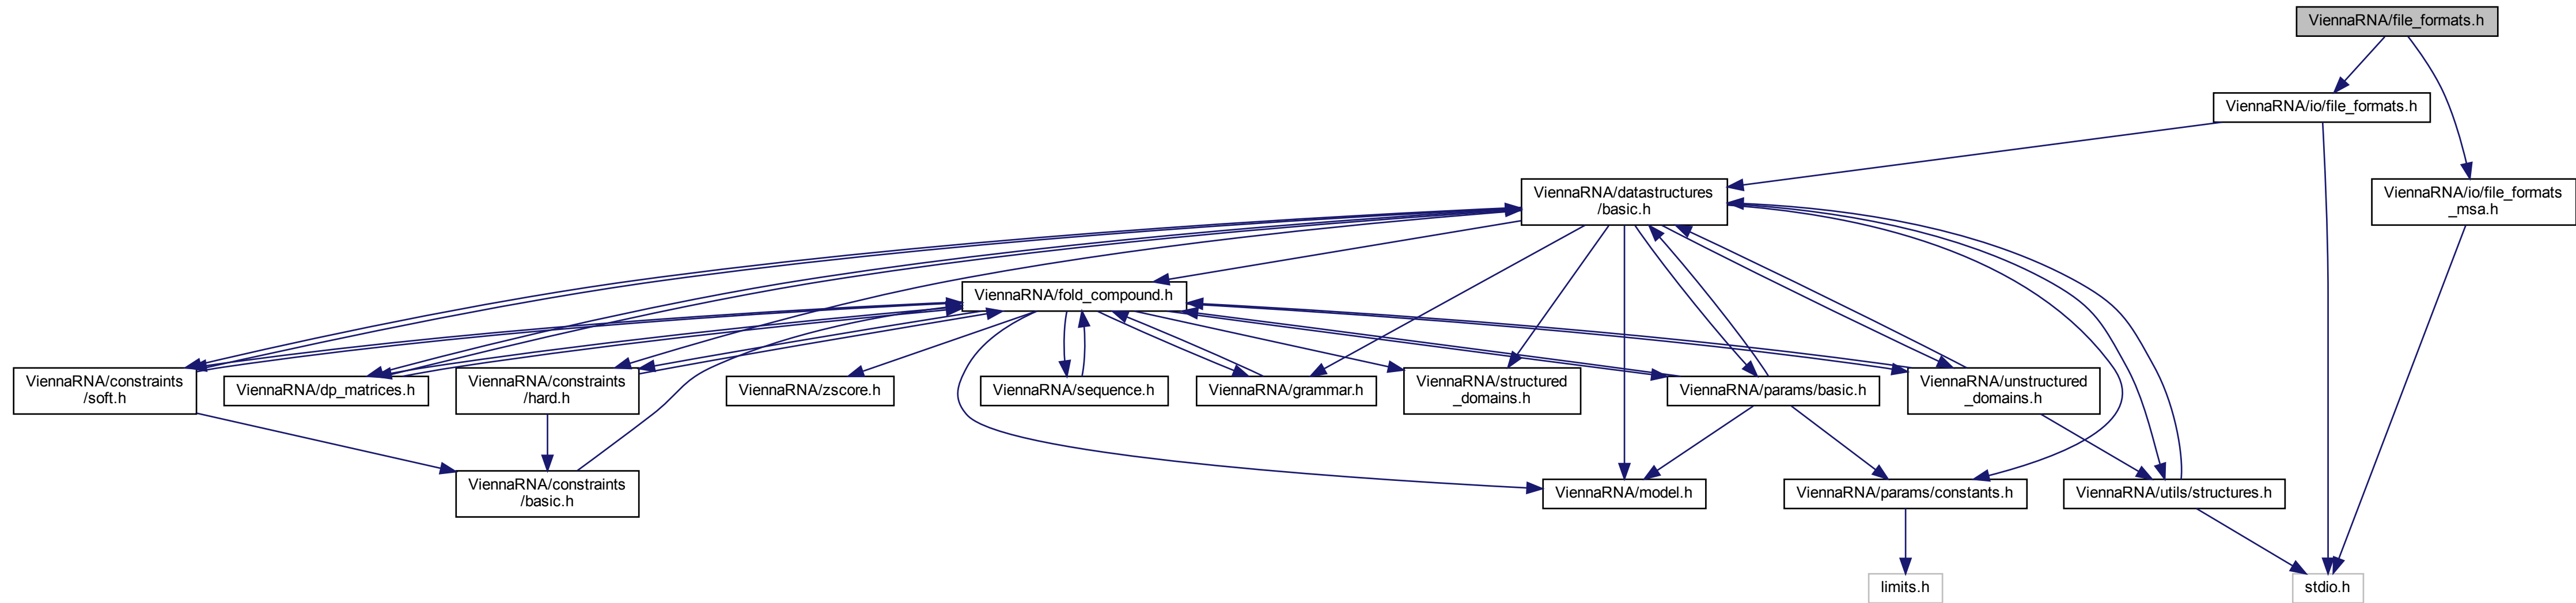 ViennaRNA/file_formats.h
ViennaRNA/io/file_formats.h
ViennaRNA/datastructures
/basic.h
ViennaRNA/io/file_formats
_msa.h
ViennaRNA/fold_compound.h
ViennaRNA/constraints
/soft.h
ViennaRNA/dp_matrices.h
ViennaRNA/constraints
/hard.h
ViennaRNA/zscore.h
ViennaRNA/sequence.h
ViennaRNA/grammar.h
ViennaRNA/structured
_domains.h
ViennaRNA/params/basic.h
ViennaRNA/unstructured
_domains.h
ViennaRNA/constraints
/basic.h
ViennaRNA/model.h
ViennaRNA/params/constants.h
ViennaRNA/utils/structures.h
limits.h
stdio.h